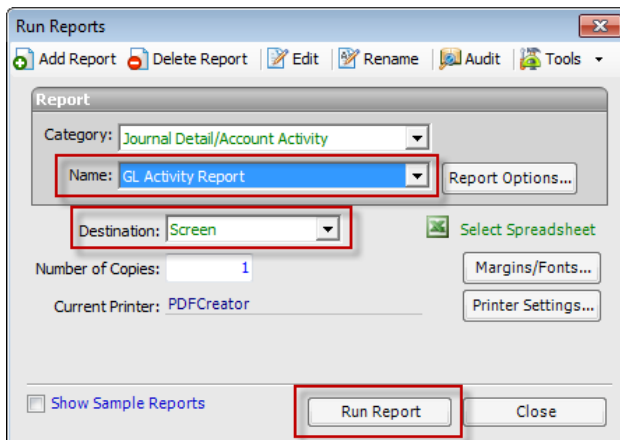 Run Reports
Add Report Delete Report Edit Rename Audit Tools
Report
Category: Journal Detail/Account Activity
Name: GL Activity Report Report Options...
Destination: Screen Select Spreadsheet
Number of Copies: 1 Margins/Fonts...
Current Printer: PDFCreator Printer Settings...
Show Sample Reports Run Report Close